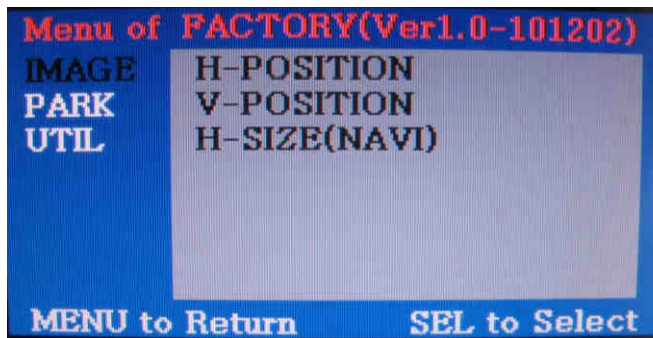 Menu of FACTORY(Ver1.0-101202)
IMAGE H-POSITION
PARK V-POSITION
UTIL H-SIZE(NAVI)
MENU to Return SEL to Select